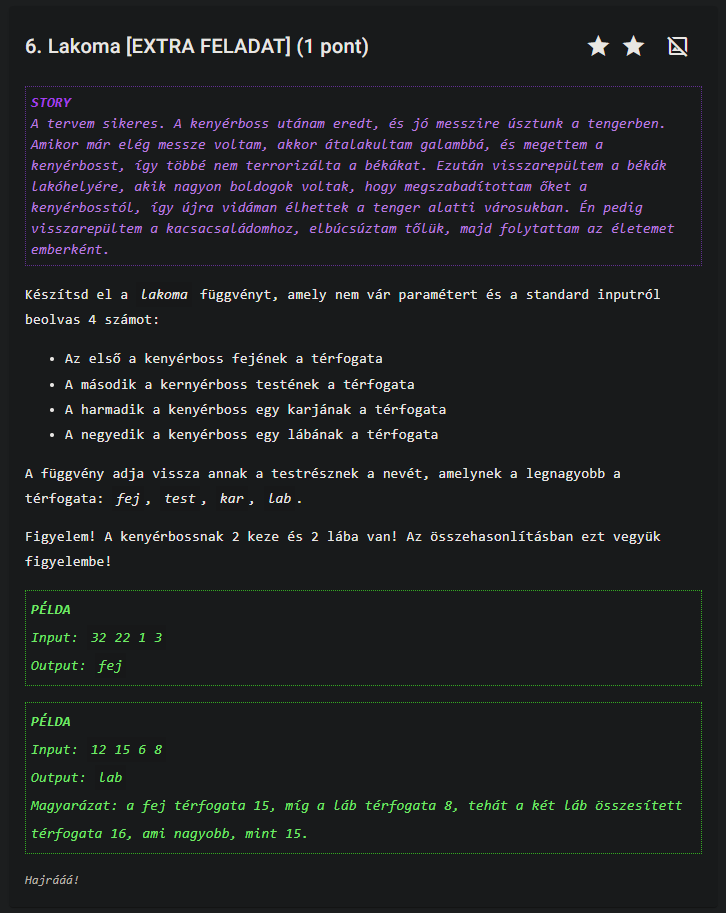 6. Lakoma [EXTRA FELADAT] (1 pont)
STORY
A tervem sikeres. A kenyérboss utánam eredt, és jó messzire úsztunk a tengerben.
Amikor már elég messze voltam, akkor átalakultam galambbá, és megettem a
kenyérbosst, így többé nem terrorizálta a békákat. Ezután visszarepültem a békák
lakóhelyére, akik nagyon boldogok voltak, hogy megszabadítottam őket a
kenyérbosstól, így újra vidáman élhettek a tenger alatti városukban. Én pedig
visszarepültem a kacsacsaládomhoz, elbúcsúztam tőlük, majd folytattam az életemet
emberként.
Készítsd el a lakoma függvényt, amely nem vár paramétert és a standard inputról
beolvas 4 számot:
• Az első a kenyérboss fejének a térfogata
• A második a kernyérboss testének a térfogata
• A harmadik a kenyérboss egy karjának a térfogata
• A negyedik a kenyérboss egy lábának a térfogata
A függvény adja vissza annak a testrésznek a nevét, amelynek a legnagyobb a
térfogata: fej, test, kar, lab.
Figyelem! A kenyérbossnak 2 keze és 2 lába van! Az összehasonlításban ezt vegyük
figyelembe!
PÉLDA
Input: 32 22 1 3
Output: fej
PÉLDA
Input: 12 15 6 8
Output: lab
Magyarázat: a fej térfogata 15, míg a láb térfogata 8, tehát a két láb összesített
térfogata 16, ami nagyobb, mint 15.
Hajrááá!